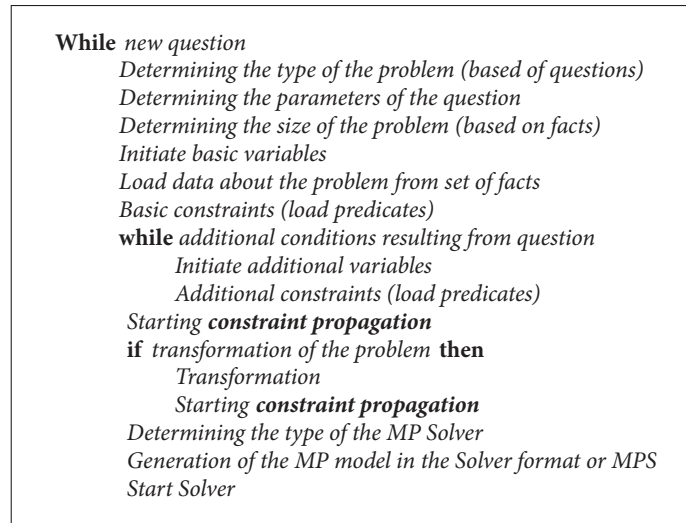 While new question
Determining the type of the problem (based of questions)
Determining the parameters of the question
Determining the size of the problem (based on facts)
Initiate basic variables
Load data about the problem from set of facts
Basic constraints (load predicates)
while additional conditions resulting from question
Initiate additional variables
Additional constraints (load predicates)
Starting constraint propagation
if transformation of the problem then
Transformation
Starting constraint propagation
Determining the type of the MP Solver
Generation of the MP model in the Solver format or MPS
Start Solver